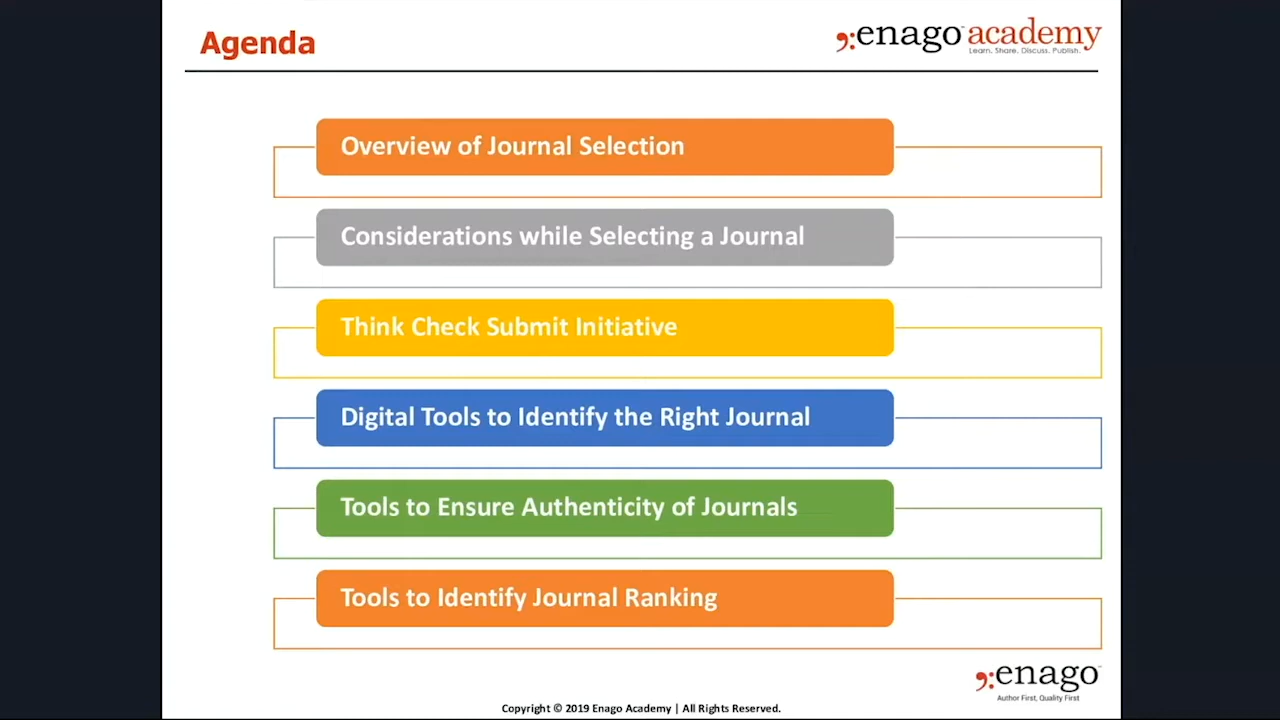 Agenda
enago academy
Learn. Share. Discuss. Publish.
Overview of Journal Selection
Considerations while Selecting a Journal
Think Check Submit Initiative
Digital Tools to Identify the Right Journal
Tools to Ensure Authenticity of Journals
Tools to Identify Journal Ranking
enago
Author First, Quality First
Copyright © 2019 Enago Academy | All Rights Reserved.